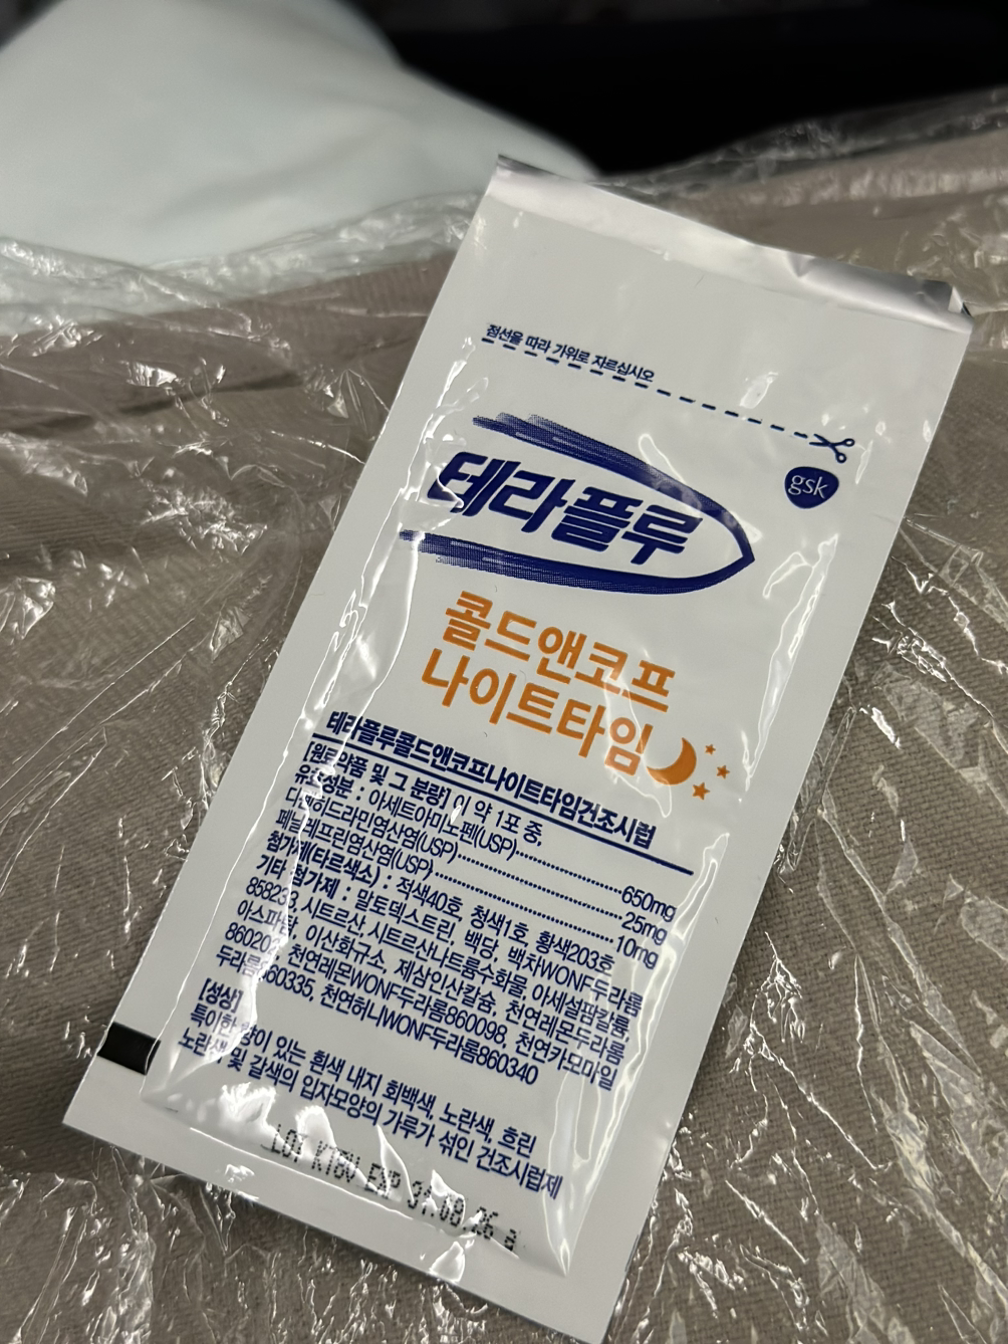 점선을 따라 가위로 자르십시오
gsk
테라플루
콜드앤코프
나이트타임
테라플루콜드앤코프나이트타임건조시럽
[원료약품 및 그 분량] 이 약 1포 중,
유효성분 : 아세트아미노펜(USP)........................650mg
디펜히드라민염산염(USP)........................25mg
페닐레프린염산염(USP)........................10mg
첨가제(타르색소) : 적색40호, 청색1호, 황색203호
기타 첨가제 : 말토덱스트린, 백당, 백차WONF두라롬
858233, 시트르산 시트르산나트륨수화물, 아세설팜칼륨,
아스파탐, 이산화규소, 제삼인산칼슘, 천연레몬두라롬
천연레몬WONF두라롬860098, 천연카모마일
두라롬860335, 천연허니WONF두라롬860340
[성상]
특이한 향이 있는 흰색 내지 회백색, 노란색, 흐린
노란색 및 갈색의 입자모양의 가루가 섞인 건조시럽제
LOT KT8V EXP 31.08.25